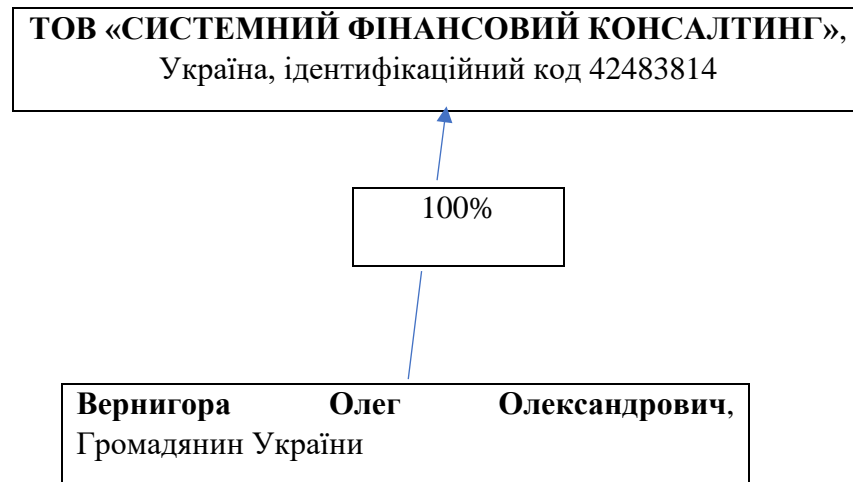 ТОВ «СИСТЕМНИЙ ФІНАНСОВИЙ КОНСАЛТИНГ»,
Україна, ідентифікаційний код 42483814
100%
Вернигора Олег Олександрович,
Громадянин України